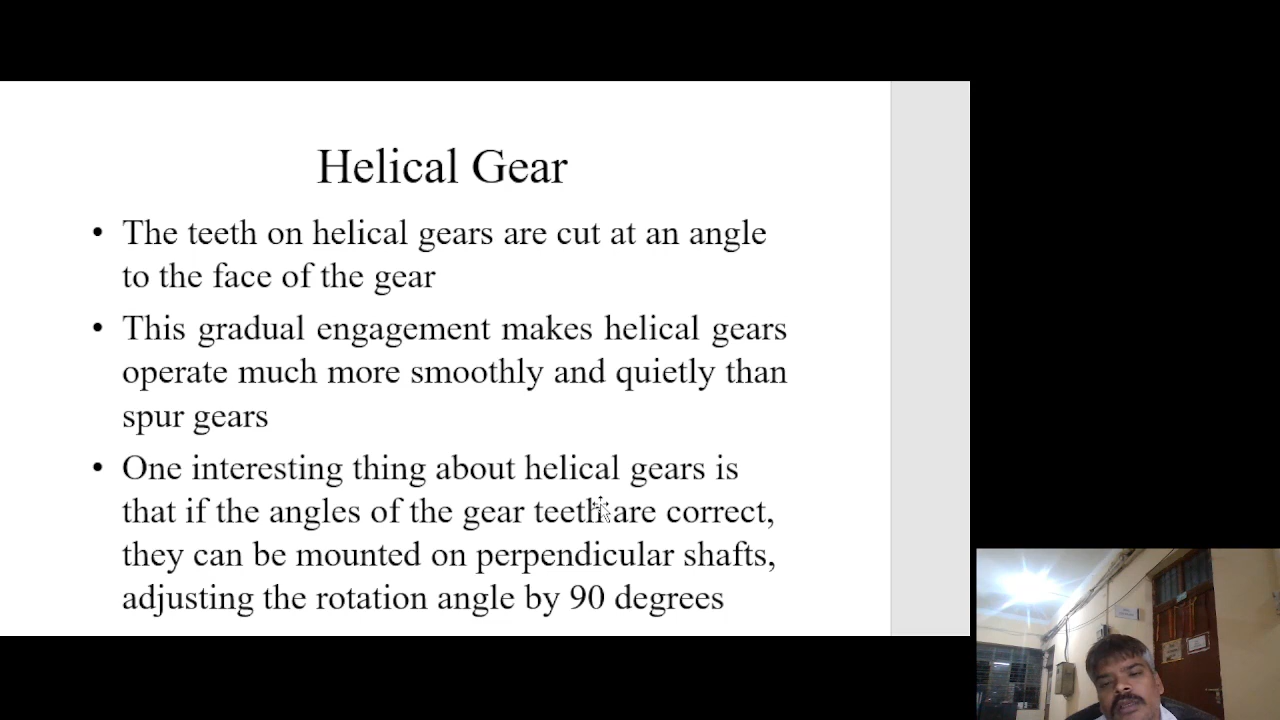 Helical Gear
• The teeth on helical gears are cut at an angle
to the face of the gear
• This gradual engagement makes helical gears
operate much more smoothly and quietly than
spur gears
• One interesting thing about helical gears is
that if the angles of the gear teeth are correct,
they can be mounted on perpendicular shafts,
adjusting the rotation angle by 90 degrees